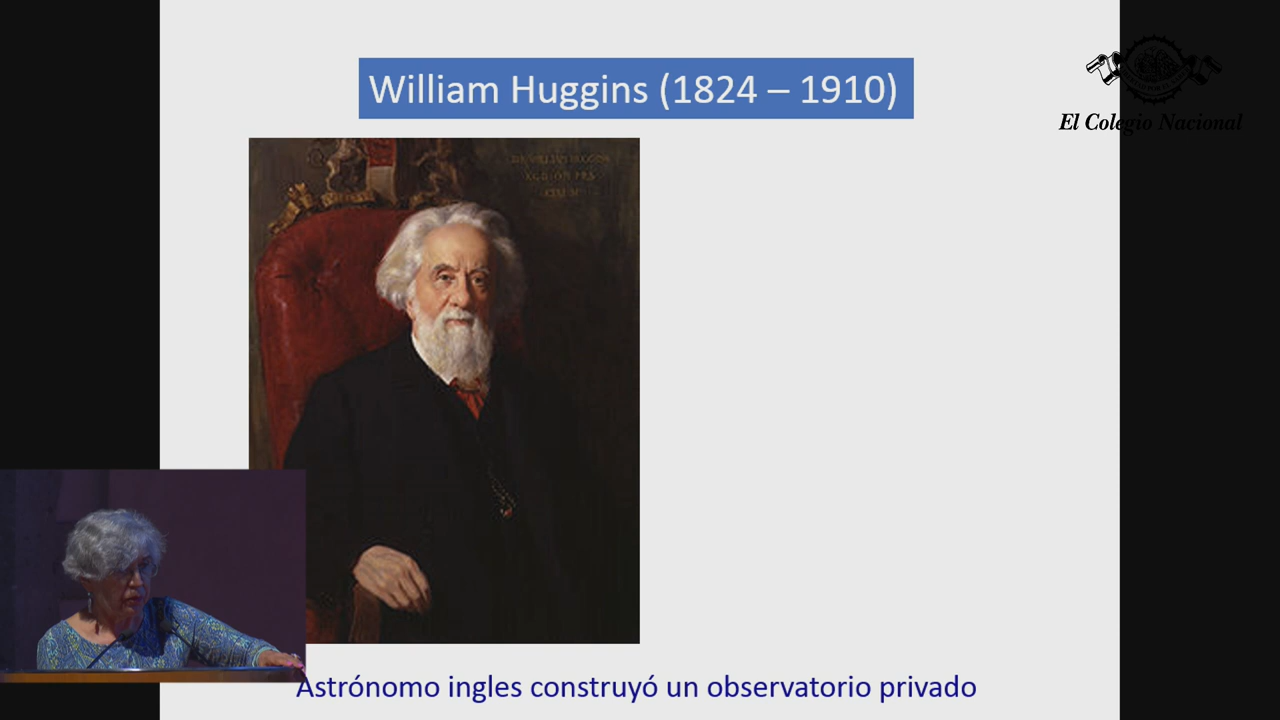 William Huggins (1824 – 1910)
El Colegio Nacional
Astrónomo ingles construyó un observatorio privado